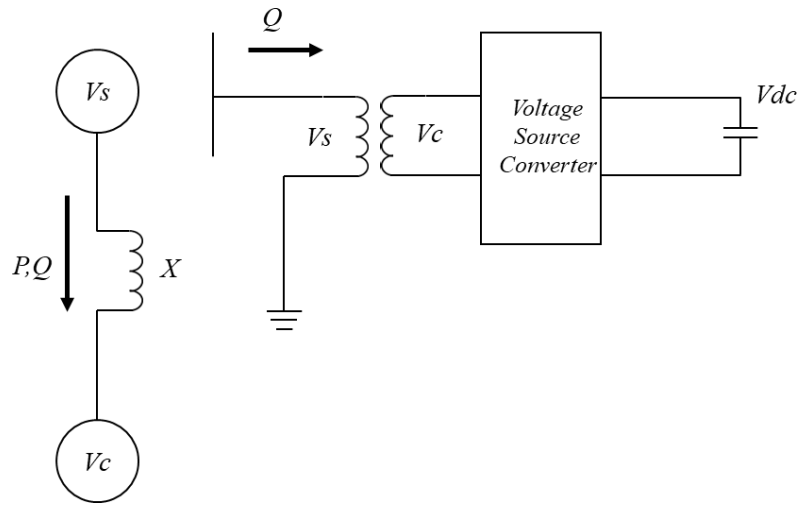 Q
Vs
Vdc
Voltage
Source
Converter
Vs
Vc
P,Q
X
Vc